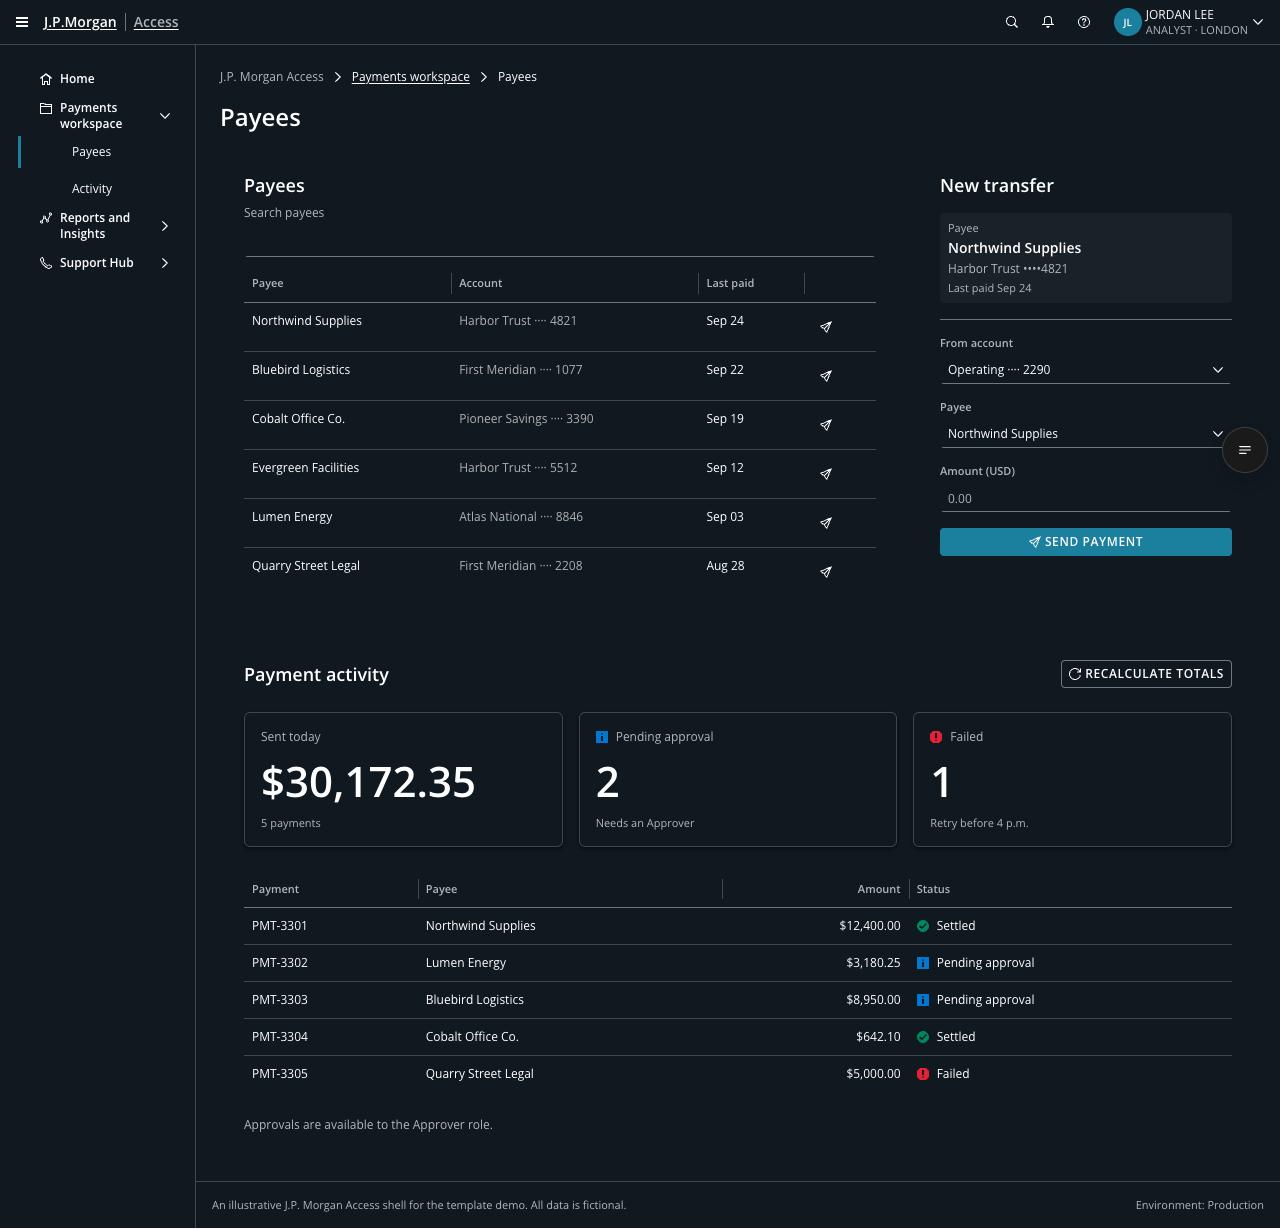 J.P.Morgan Access
JL
JORDAN LEE
ANALYST · LONDON
Home
Payments
workspace
Payees
Activity
Reports and
Insights
Support Hub
J.P. Morgan Access Payments workspace Payees
Payees
Payees
Search payees
Payee Account Last paid
Northwind Supplies Harbor Trust ···· 4821 Sep 24
Bluebird Logistics First Meridian ···· 1077 Sep 22
Cobalt Office Co. Pioneer Savings ···· 3390 Sep 19
Evergreen Facilities Harbor Trust ···· 5512 Sep 12
Lumen Energy Atlas National ···· 8846 Sep 03
Quarry Street Legal First Meridian ···· 2208 Aug 28
New transfer
Payee
Northwind Supplies
Harbor Trust ••••4821
Last paid Sep 24
From account
Operating ···· 2290
Payee
Northwind Supplies
Amount (USD)
0.00
SEND PAYMENT
Payment activity
RECALCULATE TOTALS
Sent today
$30,172.35
5 payments
Pending approval
2
Needs an Approver
Failed
1
Retry before 4 p.m.
Payment Payee Amount Status
PMT-3301 Northwind Supplies $12,400.00 Settled
PMT-3302 Lumen Energy $3,180.25 Pending approval
PMT-3303 Bluebird Logistics $8,950.00 Pending approval
PMT-3304 Cobalt Office Co. $642.10 Settled
PMT-3305 Quarry Street Legal $5,000.00 Failed
Approvals are available to the Approver role.
An illustrative J.P. Morgan Access shell for the template demo. All data is fictional.
Environment: Production